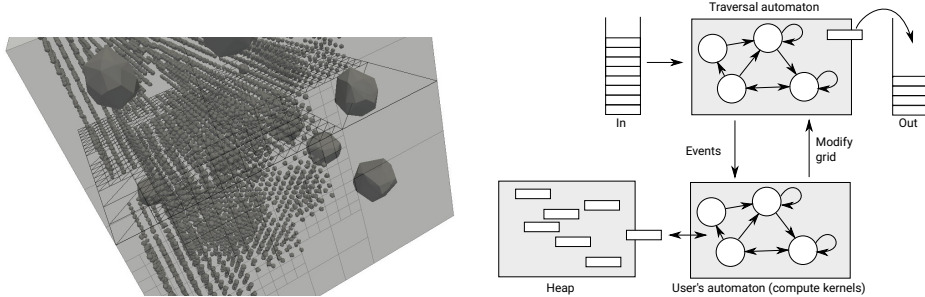 Traversal automaton
In
Out
Events
Modify
grid
Heap
User's automaton (compute kernels)